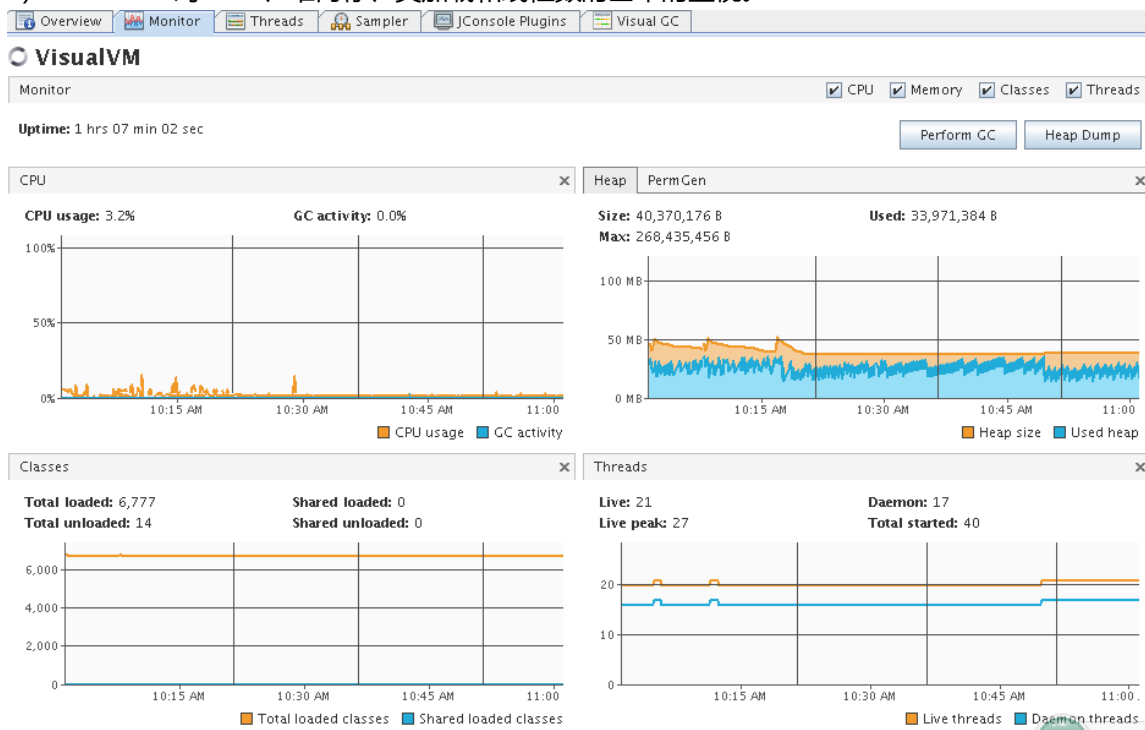 Overview Monitor Threads Sampler JConsole Plugins Visual GC
VisualVM
Monitor CPU Memory Classes Threads
Uptime: 1 hrs 07 min 02 sec
Perform GC Heap Dump
CPU
CPU usage: 3.2% GC activity: 0.0%
100%
50%
0%
10:15 AM 10:30 AM 10:45 AM 11:00
CPU usage GC activity
Heap PermGen
Size: 40,370,176 B Used: 33,971,384 B
Max: 268,435,456 B
100 MB
50 MB
0 MB
10:15 AM 10:30 AM 10:45 AM 11:00
Heap size Used heap
Classes
Total loaded: 6,777 Shared loaded: 0
Total unloaded: 14 Shared unloaded: 0
6,000
4,000
2,000
0
10:15 AM 10:30 AM 10:45 AM 11:00
Total loaded classes Shared loaded classes
Threads
Live: 21 Daemon: 17
Live peak: 27 Total started: 40
20
10
0
10:15 AM 10:30 AM 10:45 AM 11:00
Live threads Daemon threads